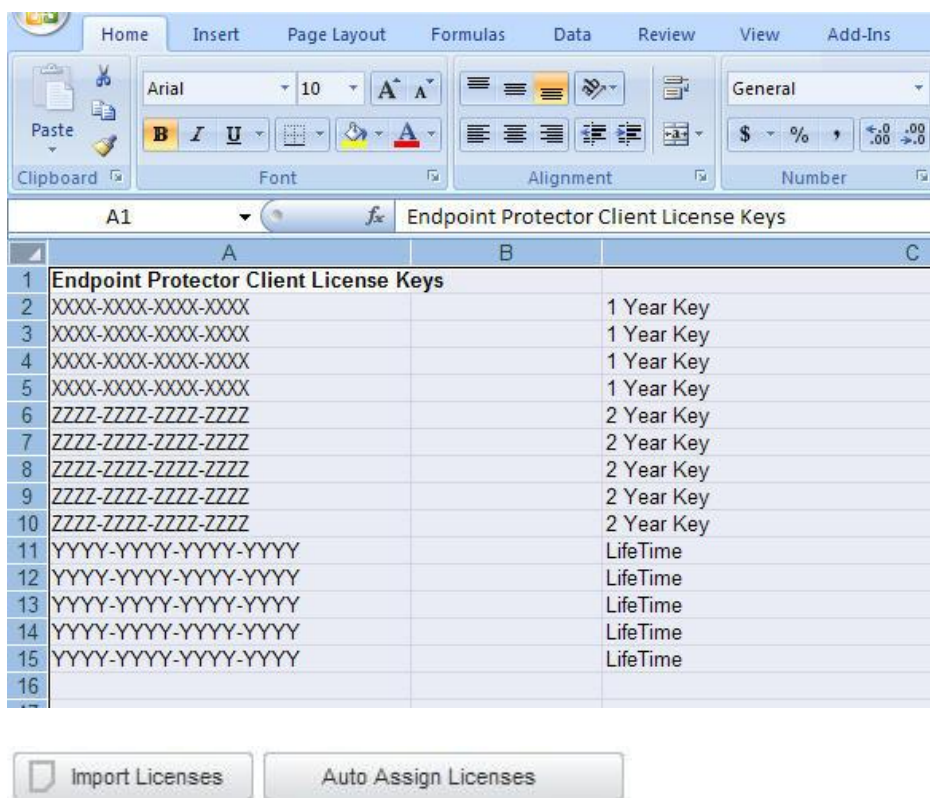 Home Insert Page Layout Formulas Data Review View Add-Ins
Arial 10 A A General
Paste B I U A a $ % , .0 .00 .00 .0
Clipboard Font Alignment Number
A1 fx Endpoint Protector Client License Keys
A B C
1 Endpoint Protector Client License Keys
2 XXXX-XXXX-XXXX-XXXX 1 Year Key
3 XXXX-XXXX-XXXX-XXXX 1 Year Key
4 XXXX-XXXX-XXXX-XXXX 1 Year Key
5 XXXX-XXXX-XXXX-XXXX 1 Year Key
6 ZZZZ-ZZZZ-ZZZZ-ZZZZ 2 Year Key
7 ZZZZ-ZZZZ-ZZZZ-ZZZZ 2 Year Key
8 ZZZZ-ZZZZ-ZZZZ-ZZZZ 2 Year Key
9 ZZZZ-ZZZZ-ZZZZ-ZZZZ 2 Year Key
10 ZZZZ-ZZZZ-ZZZZ-ZZZZ 2 Year Key
11 YYYY-YYYY-YYYY-YYYY LifeTime
12 YYYY-YYYY-YYYY-YYYY LifeTime
13 YYYY-YYYY-YYYY-YYYY LifeTime
14 YYYY-YYYY-YYYY-YYYY LifeTime
15 YYYY-YYYY-YYYY-YYYY LifeTime
16
Import Licenses Auto Assign Licenses